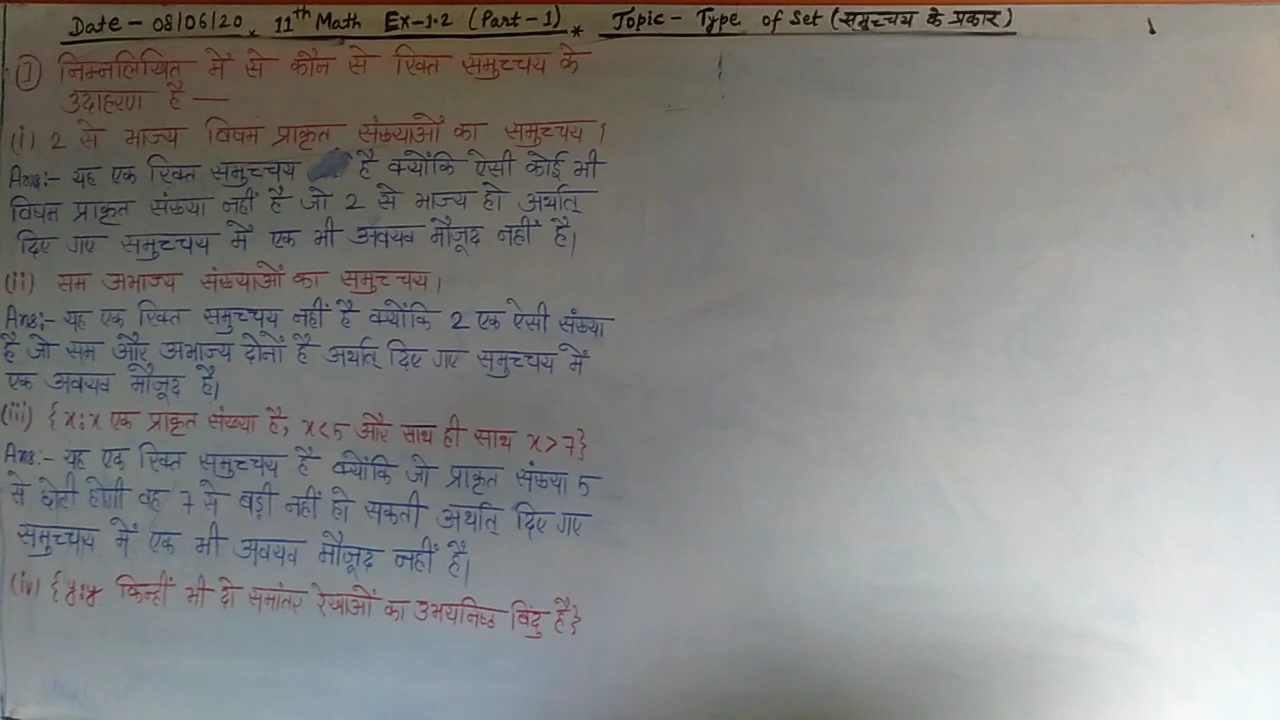 Date - 08/06/20 * 11th Math Ex-1.2 (Part-1) * Topic - Type of Set (समुच्चय के प्रकार)
① निम्नलिखित में से कौन से रिक्त समुच्चय के
उदाहरण है —
(i) 2 से भाज्य विषम प्राकृत संख्याओं का समुच्चय।
Ans:- यह एक रिक्त समुच्चय है क्योंकि ऐसी कोई भी
विषम प्राकृत संख्या नहीं है जो 2 से भाज्य हो अर्थात्
दिए गए समुच्चय में एक भी अवयव मौजूद नहीं है।
(ii) सम अभाज्य संख्याओं का समुच्चय।
Ans:- यह एक रिक्त समुच्चय नहीं है क्योंकि 2 एक ऐसी संख्या
है जो सम और अभाज्य दोनों है अर्थात् दिए गए समुच्चय में
एक अवयव मौजूद है।
(iii) {x:x एक प्राकृत संख्या है, x<5 और साथ ही साथ x>7}
Ans:- यह एक रिक्त समुच्चय है क्योंकि जो प्राकृत संख्या 5
से छोटी होगी वह 7 से बड़ी नहीं हो सकती अर्थात् दिए गए
समुच्चय में एक भी अवयव मौजूद नहीं है।
(iv) {y:y किन्हीं भी दो समांतर रेखाओं का उभयनिष्ठ बिंदु है}